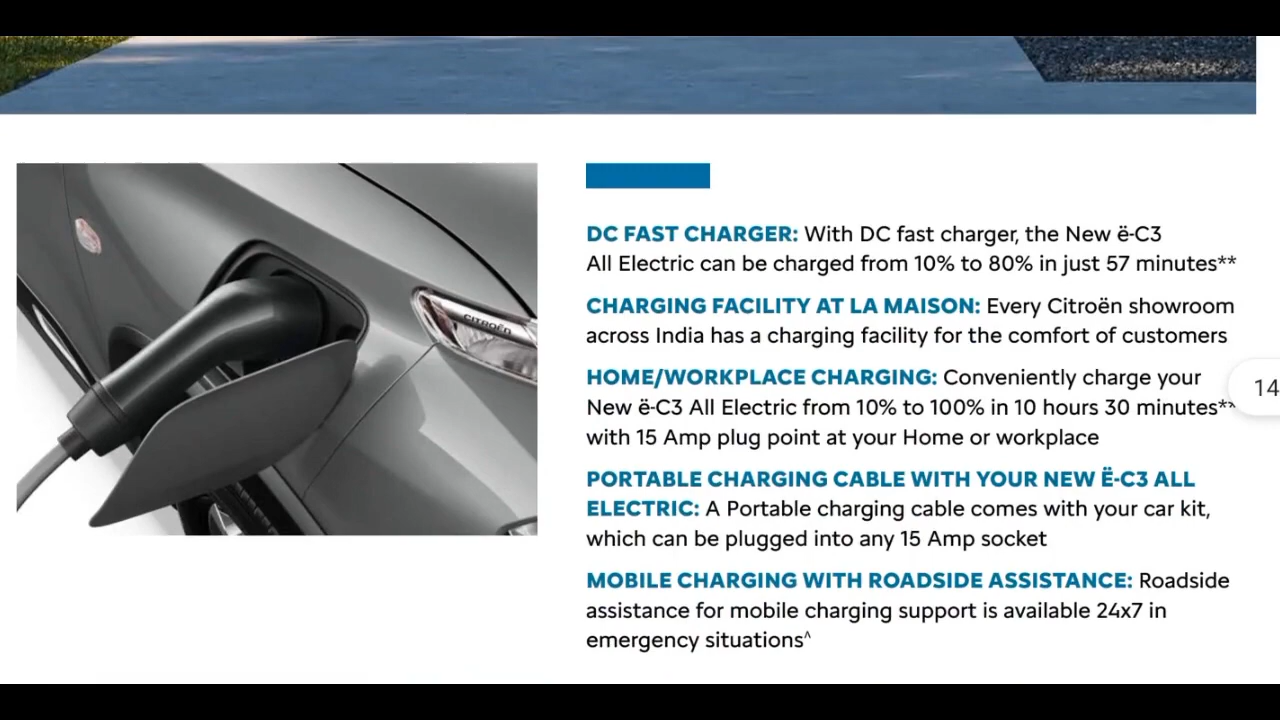 CITROËN
DC FAST CHARGER: With DC fast charger, the New ë-C3
All Electric can be charged from 10% to 80% in just 57 minutes**
CHARGING FACILITY AT LA MAISON: Every Citroën showroom
across India has a charging facility for the comfort of customers
HOME/WORKPLACE CHARGING: Conveniently charge your
New ë-C3 All Electric from 10% to 100% in 10 hours 30 minutes**
with 15 Amp plug point at your Home or workplace
PORTABLE CHARGING CABLE WITH YOUR NEW Ë-C3 ALL
ELECTRIC: A Portable charging cable comes with your car kit,
which can be plugged into any 15 Amp socket
MOBILE CHARGING WITH ROADSIDE ASSISTANCE: Roadside
assistance for mobile charging support is available 24x7 in
emergency situations^
14